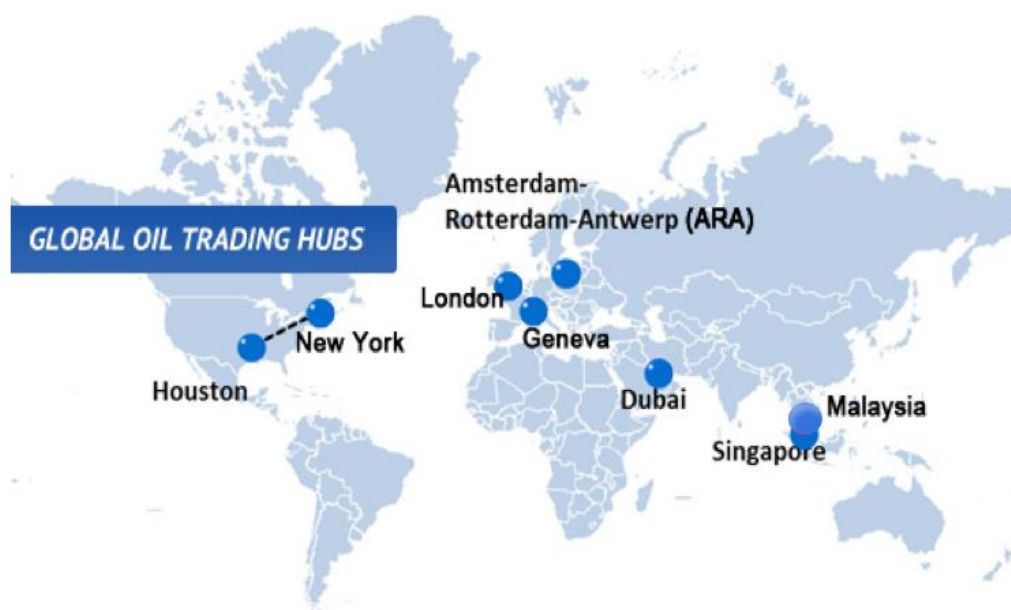 Amsterdam-
Rotterdam-Antwerp (ARA)
GLOBAL OIL TRADING HUBS
London
Geneva
New York
Houston
Dubai
Malaysia
Singapore